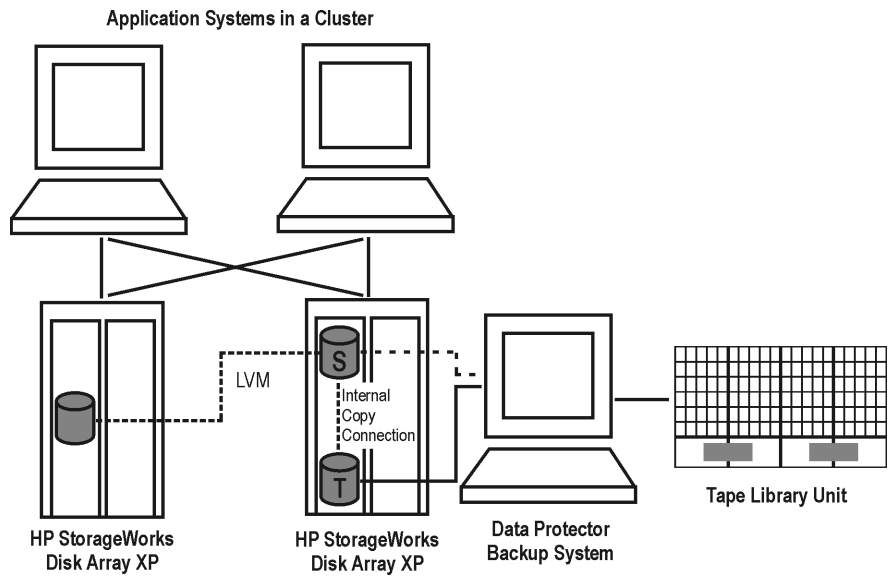 Application Systems in a Cluster
S
LVM
Internal
Copy
Connection
T
HP StorageWorks
Disk Array XP
HP StorageWorks
Disk Array XP
Data Protector
Backup System
Tape Library Unit